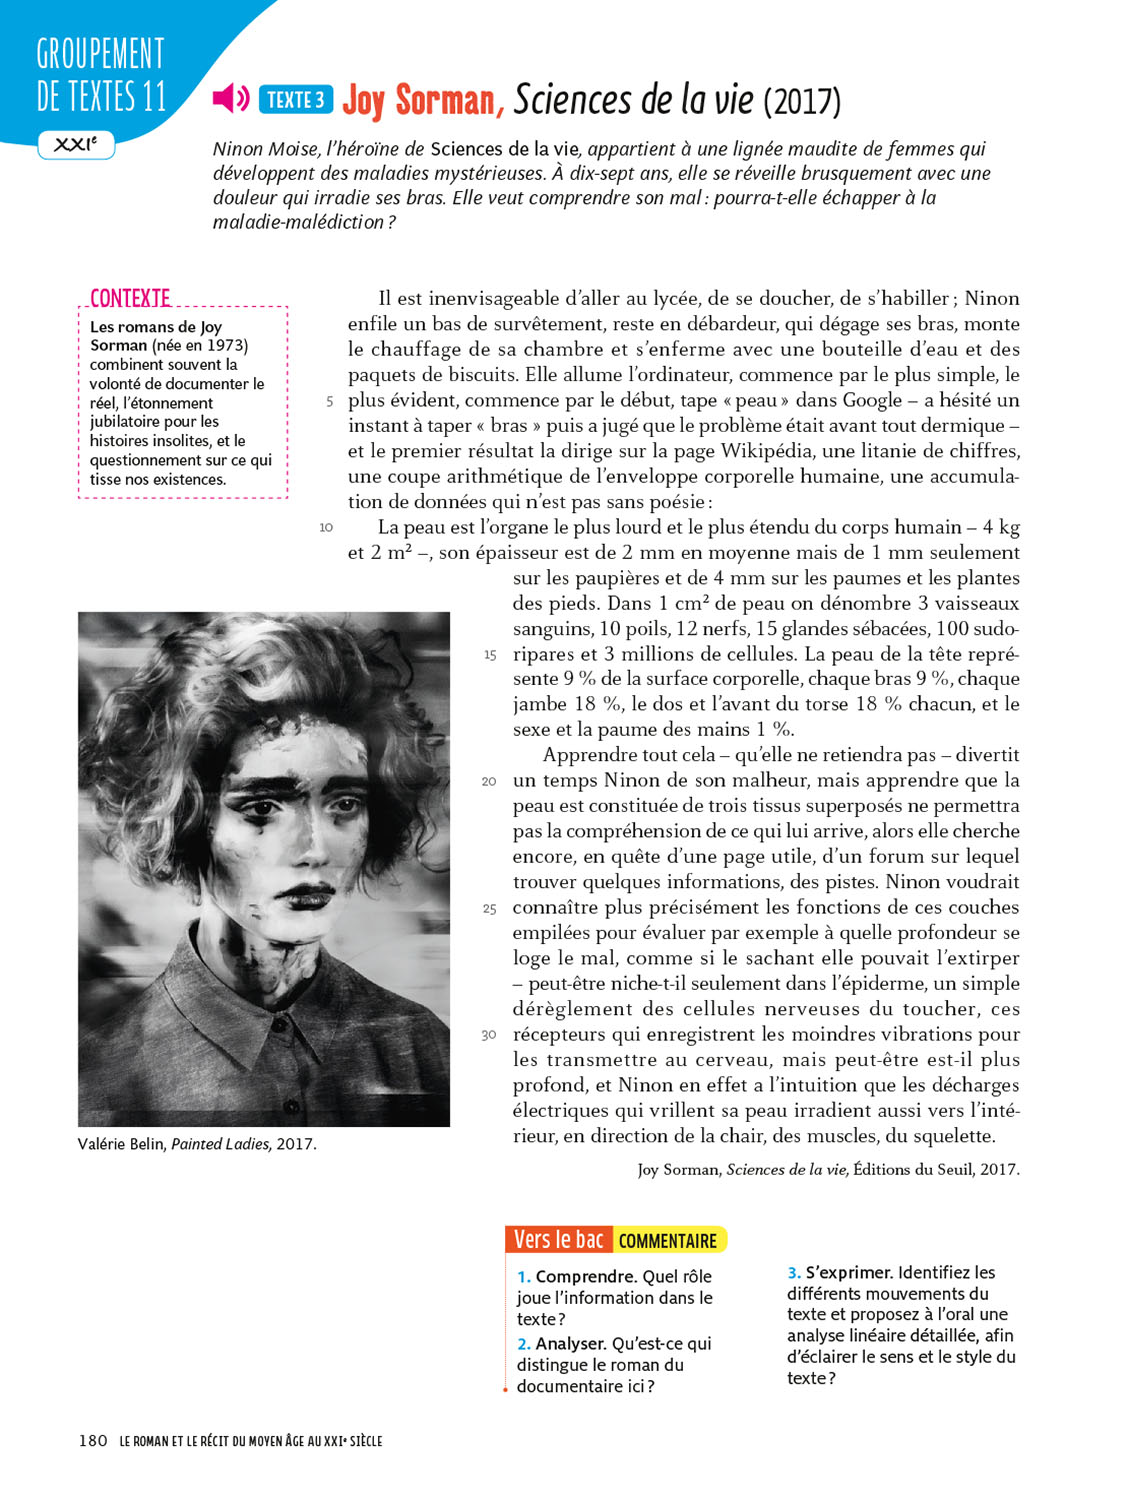 GROUPEMENT
DE TEXTES 11
XXIe
TEXTE 3 Joy Sorman, Sciences de la vie (2017)
Ninon Moise, l’héroïne de Sciences de la vie, appartient à une lignée maudite de femmes qui
développent des maladies mystérieuses. À dix-sept ans, elle se réveille brusquement avec une
douleur qui irradie ses bras. Elle veut comprendre son mal : pourra-t-elle échapper à la
maladie-malédiction ?
CONTEXTE
Les romans de Joy
Sorman (née en 1973)
combinent souvent la
volonté de documenter le
réel, l’étonnement
jubilatoire pour les
histoires insolites, et le
questionnement sur ce qui
tisse nos existences.
Il est inenvisageable d’aller au lycée, de se doucher, de s’habiller ; Ninon
enfile un bas de survêtement, reste en débardeur, qui dégage ses bras, monte
le chauffage de sa chambre et s’enferme avec une bouteille d’eau et des
paquets de biscuits. Elle allume l’ordinateur, commence par le plus simple, le
5 plus évident, commence par le début, tape « peau » dans Google – a hésité un
instant à taper « bras » puis a jugé que le problème était avant tout dermique –
et le premier résultat la dirige sur la page Wikipédia, une litanie de chiffres,
une coupe arithmétique de l’enveloppe corporelle humaine, une accumula-
tion de données qui n’est pas sans poésie :
10 La peau est l’organe le plus lourd et le plus étendu du corps humain – 4 kg
et 2 m² –, son épaisseur est de 2 mm en moyenne mais de 1 mm seulement
sur les paupières et de 4 mm sur les paumes et les plantes
des pieds. Dans 1 cm² de peau on dénombre 3 vaisseaux
sanguins, 10 poils, 12 nerfs, 15 glandes sébacées, 100 sudo-
15 ripares et 3 millions de cellules. La peau de la tête repré-
sente 9 % de la surface corporelle, chaque bras 9 %, chaque
jambe 18 %, le dos et l’avant du torse 18 % chacun, et le
sexe et la paume des mains 1 %.
Apprendre tout cela – qu’elle ne retiendra pas – divertit
20 un temps Ninon de son malheur, mais apprendre que la
peau est constituée de trois tissus superposés ne permettra
pas la compréhension de ce qui lui arrive, alors elle cherche
encore, en quête d’une page utile, d’un forum sur lequel
trouver quelques informations, des pistes. Ninon voudrait
25 connaître plus précisément les fonctions de ces couches
empilées pour évaluer par exemple à quelle profondeur se
loge le mal, comme si le sachant elle pouvait l’extirper
– peut-être niche-t-il seulement dans l’épiderme, un simple
dérèglement des cellules nerveuses du toucher, ces
30 récepteurs qui enregistrent les moindres vibrations pour
les transmettre au cerveau, mais peut-être est-il plus
profond, et Ninon en effet a l’intuition que les décharges
électriques qui vrillent sa peau irradient aussi vers l’inté-
rieur, en direction de la chair, des muscles, du squelette.
Joy Sorman, Sciences de la vie, Éditions du Seuil, 2017.
Valérie Belin, Painted Ladies, 2017.
Vers le bac COMMENTAIRE
1. Comprendre. Quel rôle
joue l’information dans le
texte ?
2. Analyser. Qu’est-ce qui
distingue le roman du
documentaire ici ?
3. S’exprimer. Identifiez les
différents mouvements du
texte et proposez à l’oral une
analyse linéaire détaillée, afin
d’éclairer le sens et le style du
texte ?
180 LE ROMAN ET LE RÉCIT DU MOYEN ÂGE AU XXIe SIÈCLE